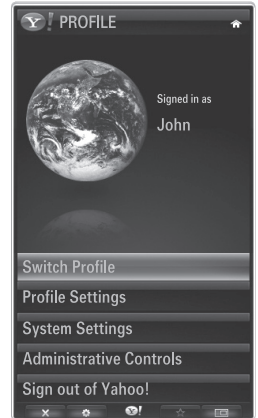 Y! PROFILE
Signed in as
John
Switch Profile
Profile Settings
System Settings
Administrative Controls
Sign out of Yahoo!
Y!